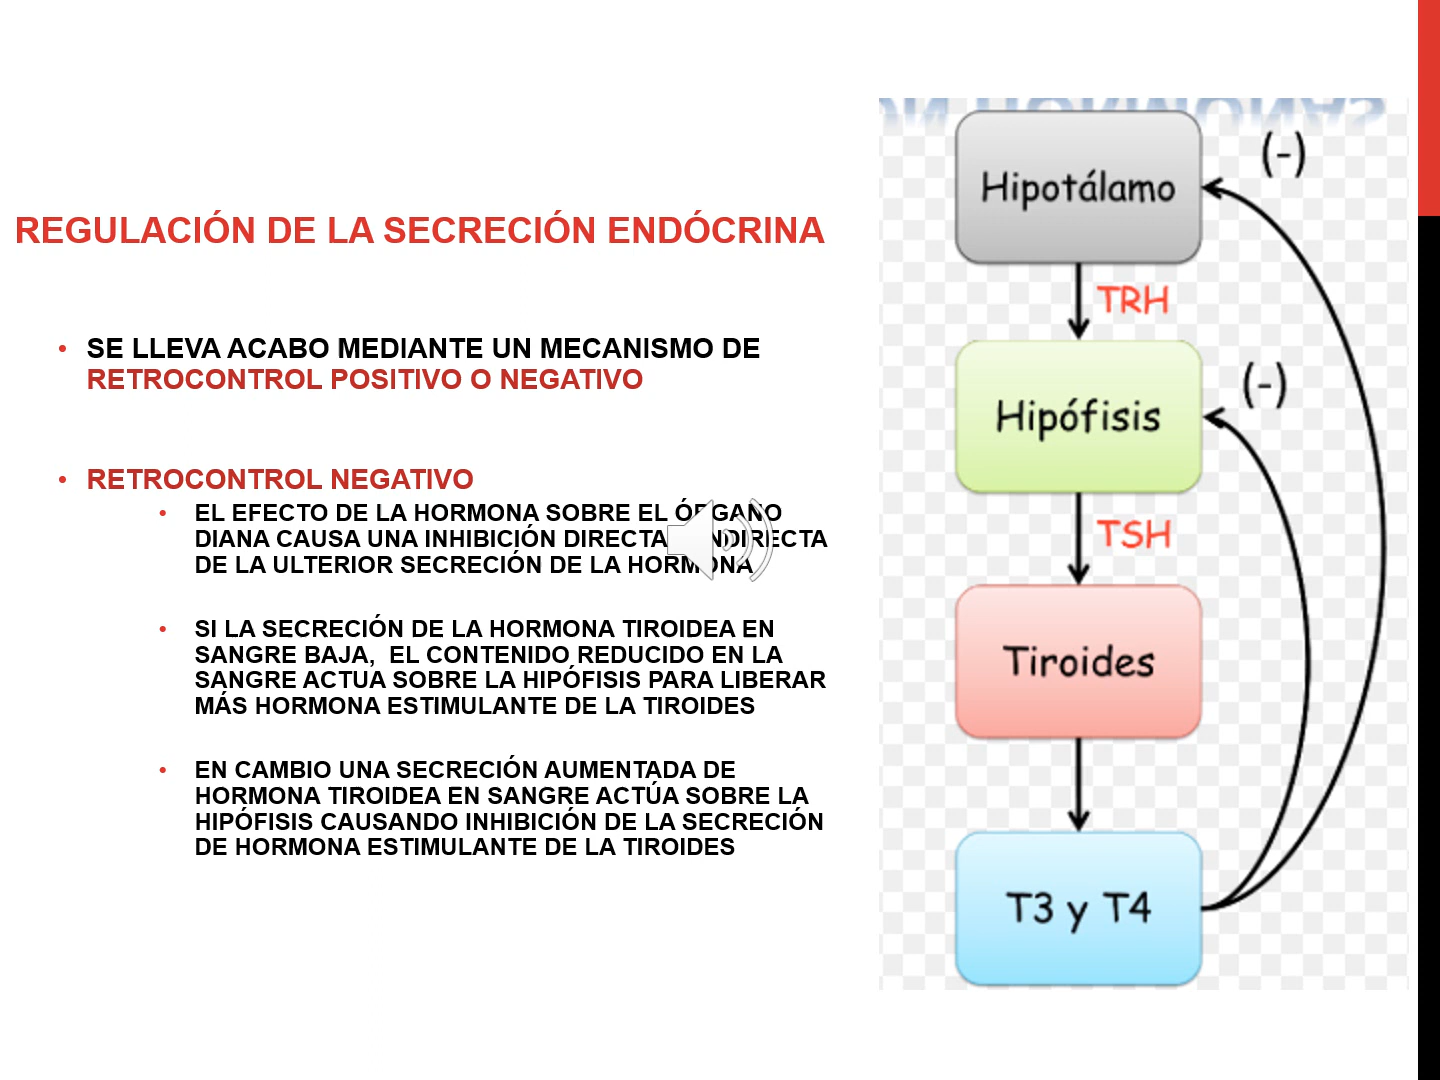 REGULACIÓN DE LA SECRECIÓN ENDÓCRINA
• SE LLEVA ACABO MEDIANTE UN MECANISMO DE
RETROCONTROL POSITIVO O NEGATIVO
• RETROCONTROL NEGATIVO
• EL EFECTO DE LA HORMONA SOBRE EL ÓRGANO
DIANA CAUSA UNA INHIBICIÓN DIRECTA INDIRECTA
DE LA ULTERIOR SECRECIÓN DE LA HORMONA
• SI LA SECRECIÓN DE LA HORMONA TIROIDEA EN
SANGRE BAJA,  EL CONTENIDO REDUCIDO EN LA
SANGRE ACTUA SOBRE LA HIPÓFISIS PARA LIBERAR
MÁS HORMONA ESTIMULANTE DE LA TIROIDES
• EN CAMBIO UNA SECRECIÓN AUMENTADA DE
HORMONA TIROIDEA EN SANGRE ACTÚA SOBRE LA
HIPÓFISIS CAUSANDO INHIBICIÓN DE LA SECRECIÓN
DE HORMONA ESTIMULANTE DE LA TIROIDES
(-)
Hipotálamo
TRH
(-)
Hipófisis
TSH
Tiroides
T3 y T4